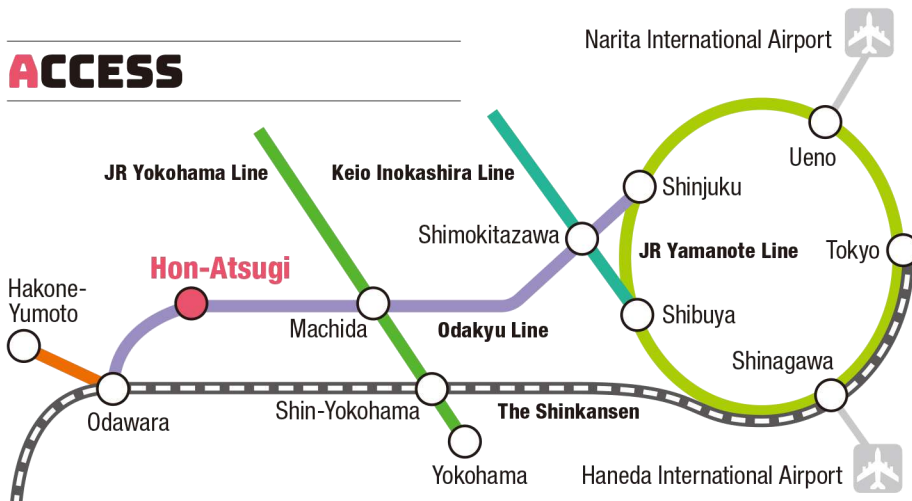 ACCESS
Narita International Airport
JR Yokohama Line
Keio Inokashira Line
Ueno
Shinjuku
Shimokitazawa
JR Yamanote Line
Tokyo
Hon-Atsugi
Hakone-
Yumoto
Machida
Odakyu Line
Shibuya
Shinagawa
Odawara
Shin-Yokohama
The Shinkansen
Yokohama
Haneda International Airport